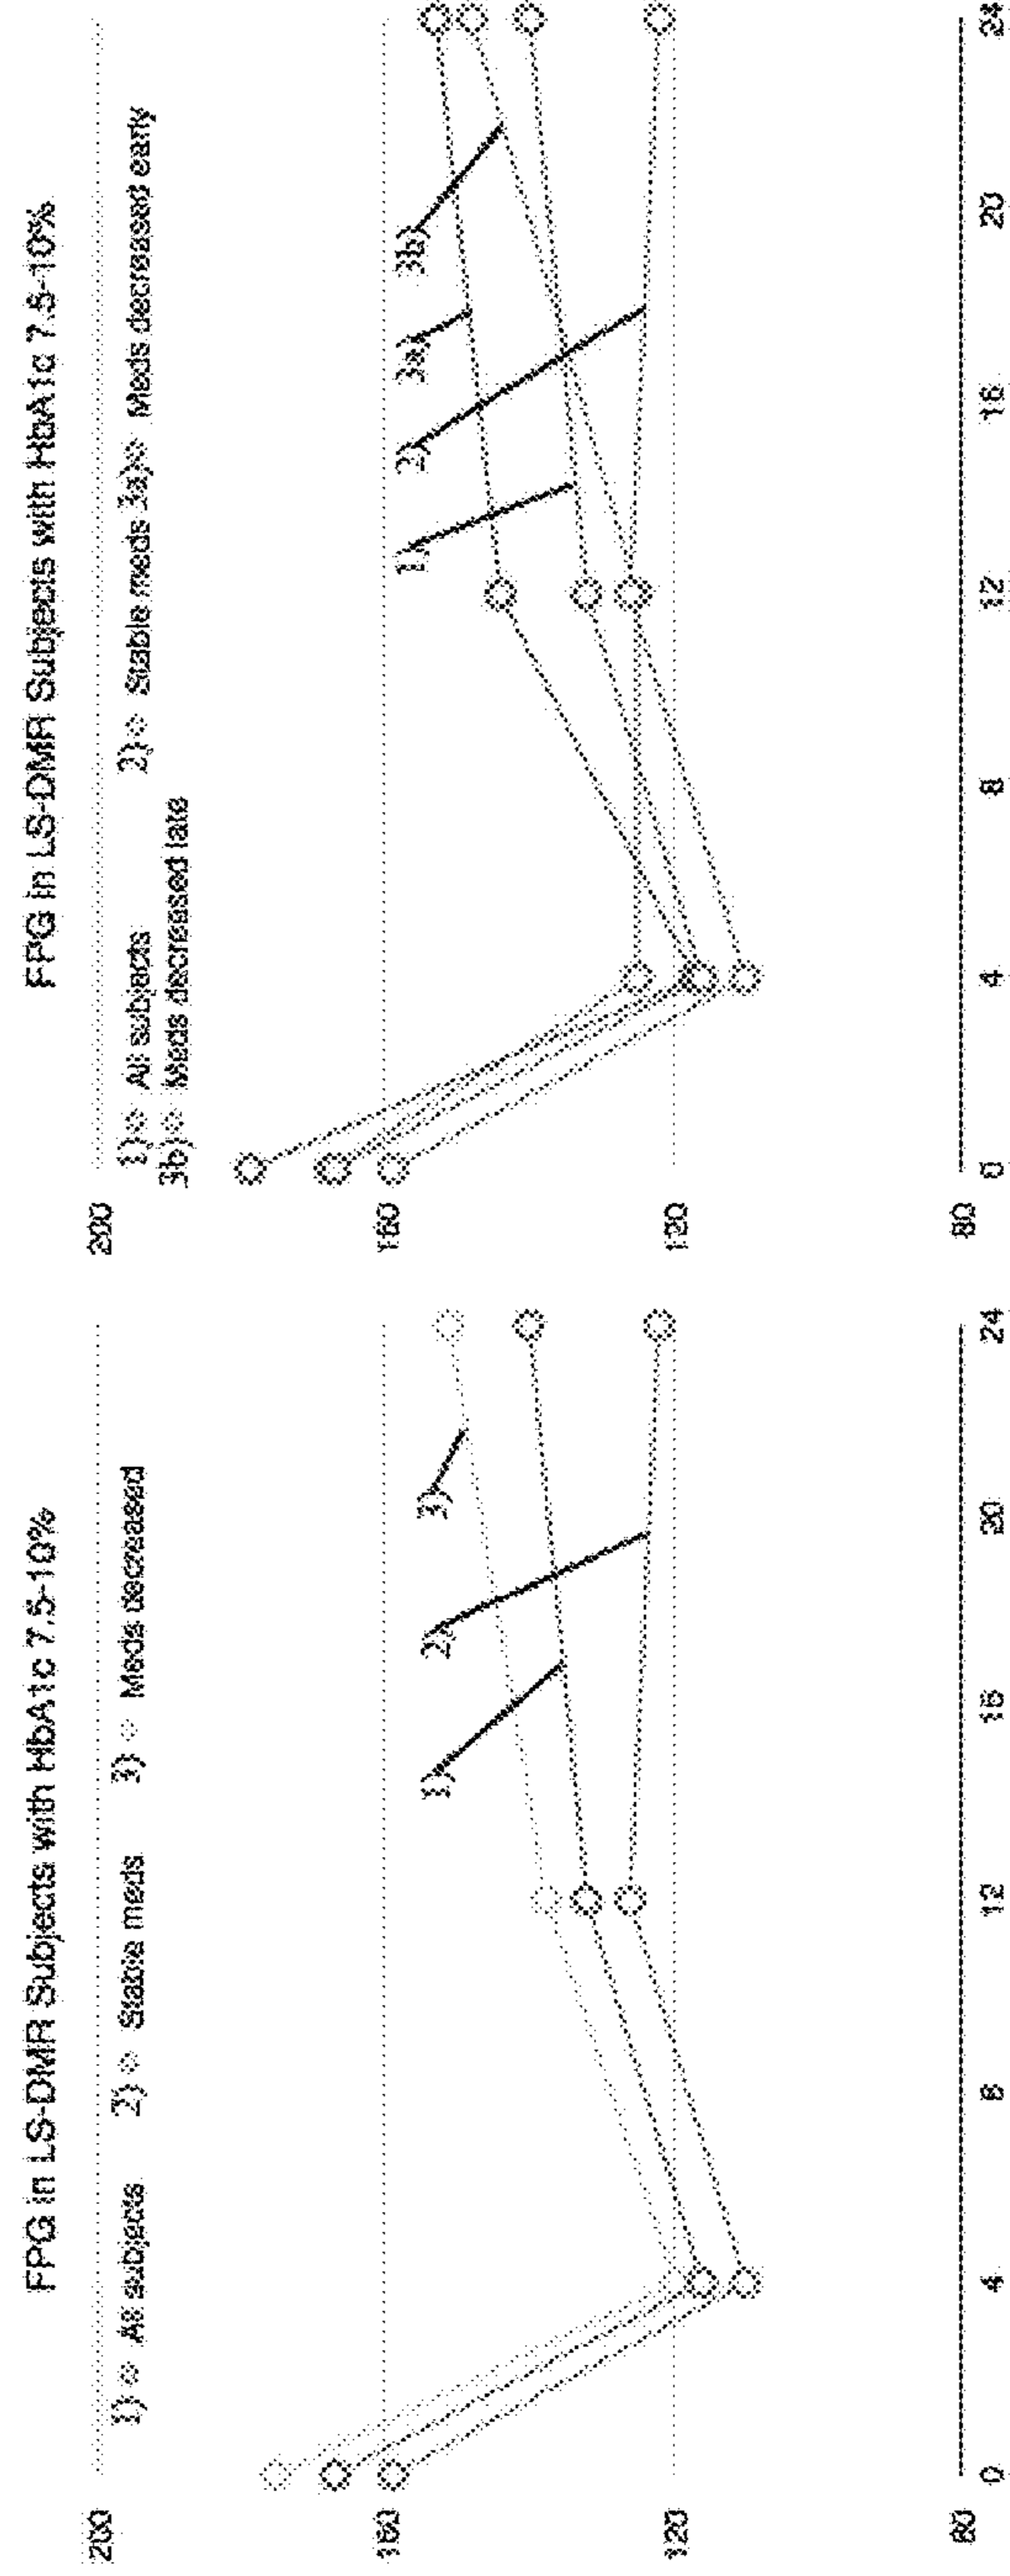 FPG in LS-DMR Subjects with HbA1c 7.5-10%
1) All subjects 2) Stable meds 3) Meds decreased
200
160
120
80
1)
2)
3)
0 4 8 12 16 20 24
FPG in LS-DMR Subjects with HbA1c 7.5-10%
1) All subjects 2) Stable meds 3a) Meds decreased early
3b) Meds decreased late
200
160
120
80
1)
2)
3a)
3b)
0 4 8 12 16 20 24